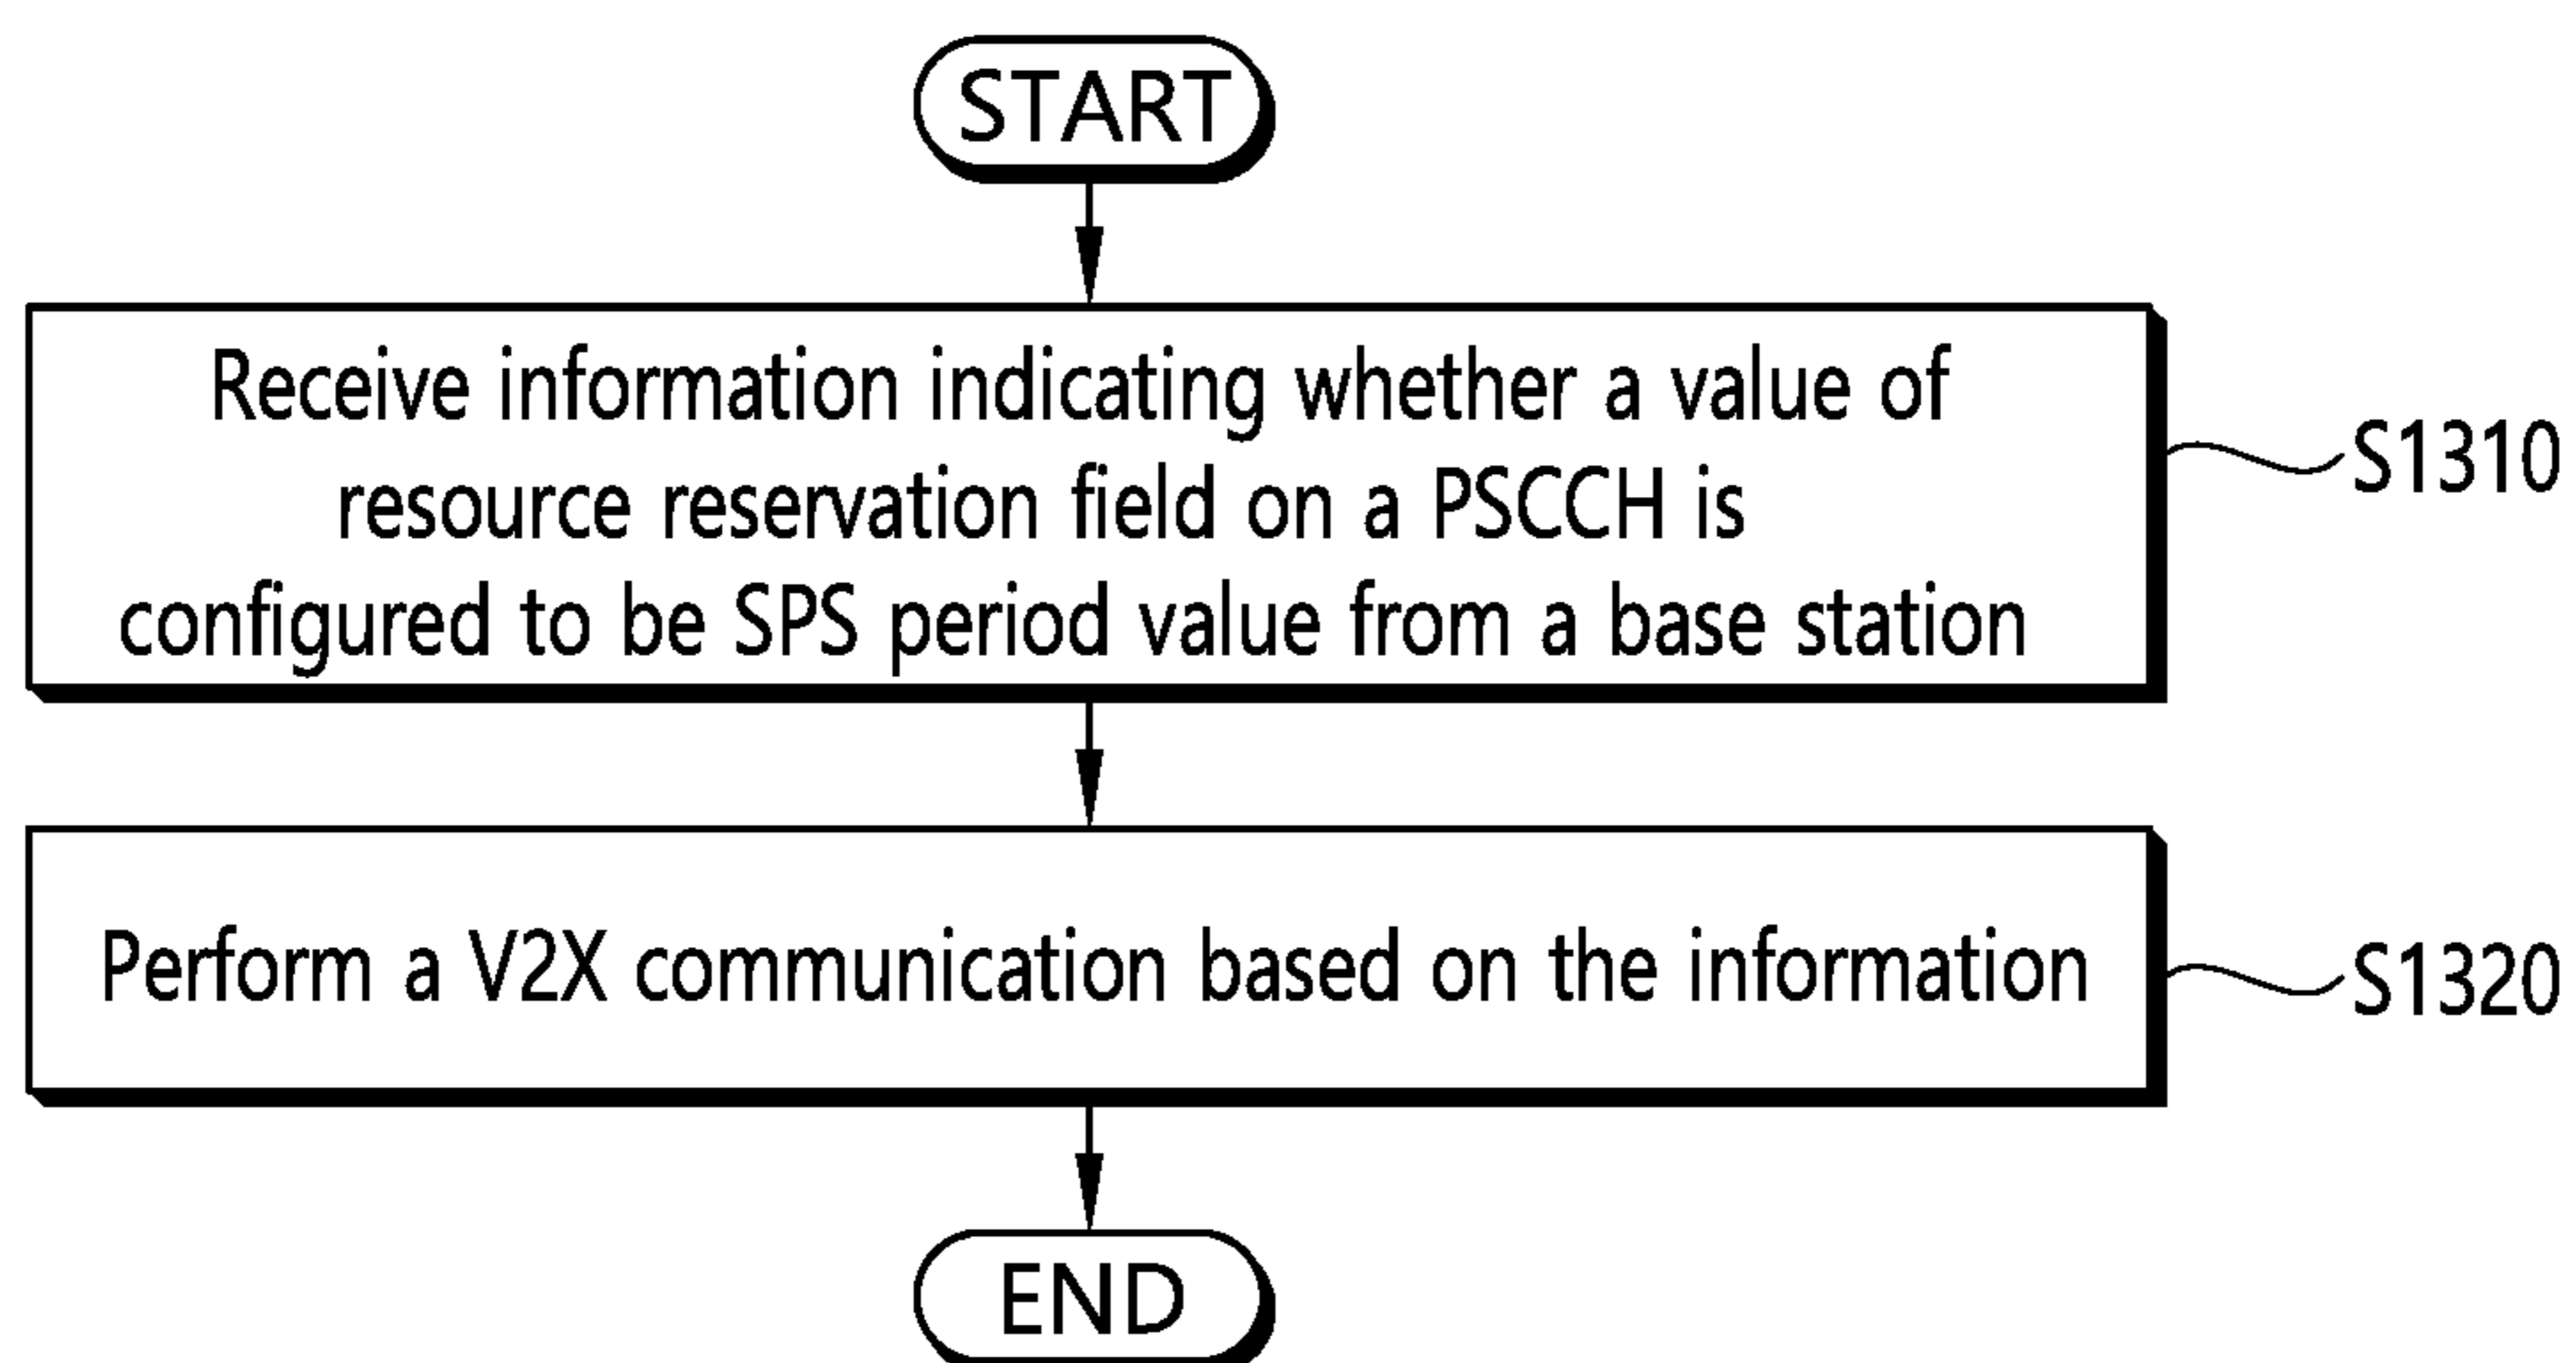 START
Receive information indicating whether a value of
resource reservation field on a PSCCH is
configured to be SPS period value from a base station
S1310
Perform a V2X communication based on the information
S1320
END